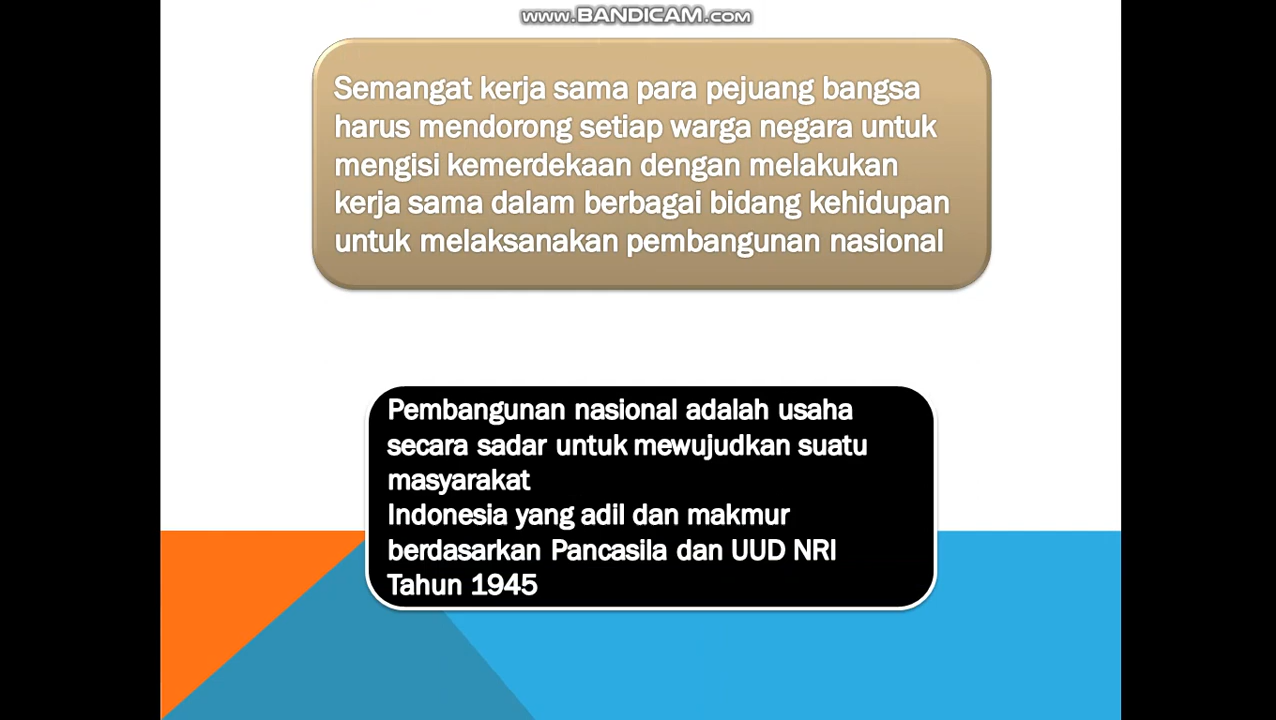 www.BANDICAM.com
Semangat kerja sama para pejuang bangsa
harus mendorong setiap warga negara untuk
mengisi kemerdekaan dengan melakukan
kerja sama dalam berbagai bidang kehidupan
untuk melaksanakan pembangunan nasional
Pembangunan nasional adalah usaha
secara sadar untuk mewujudkan suatu
masyarakat
Indonesia yang adil dan makmur
berdasarkan Pancasila dan UUD NRI
Tahun 1945